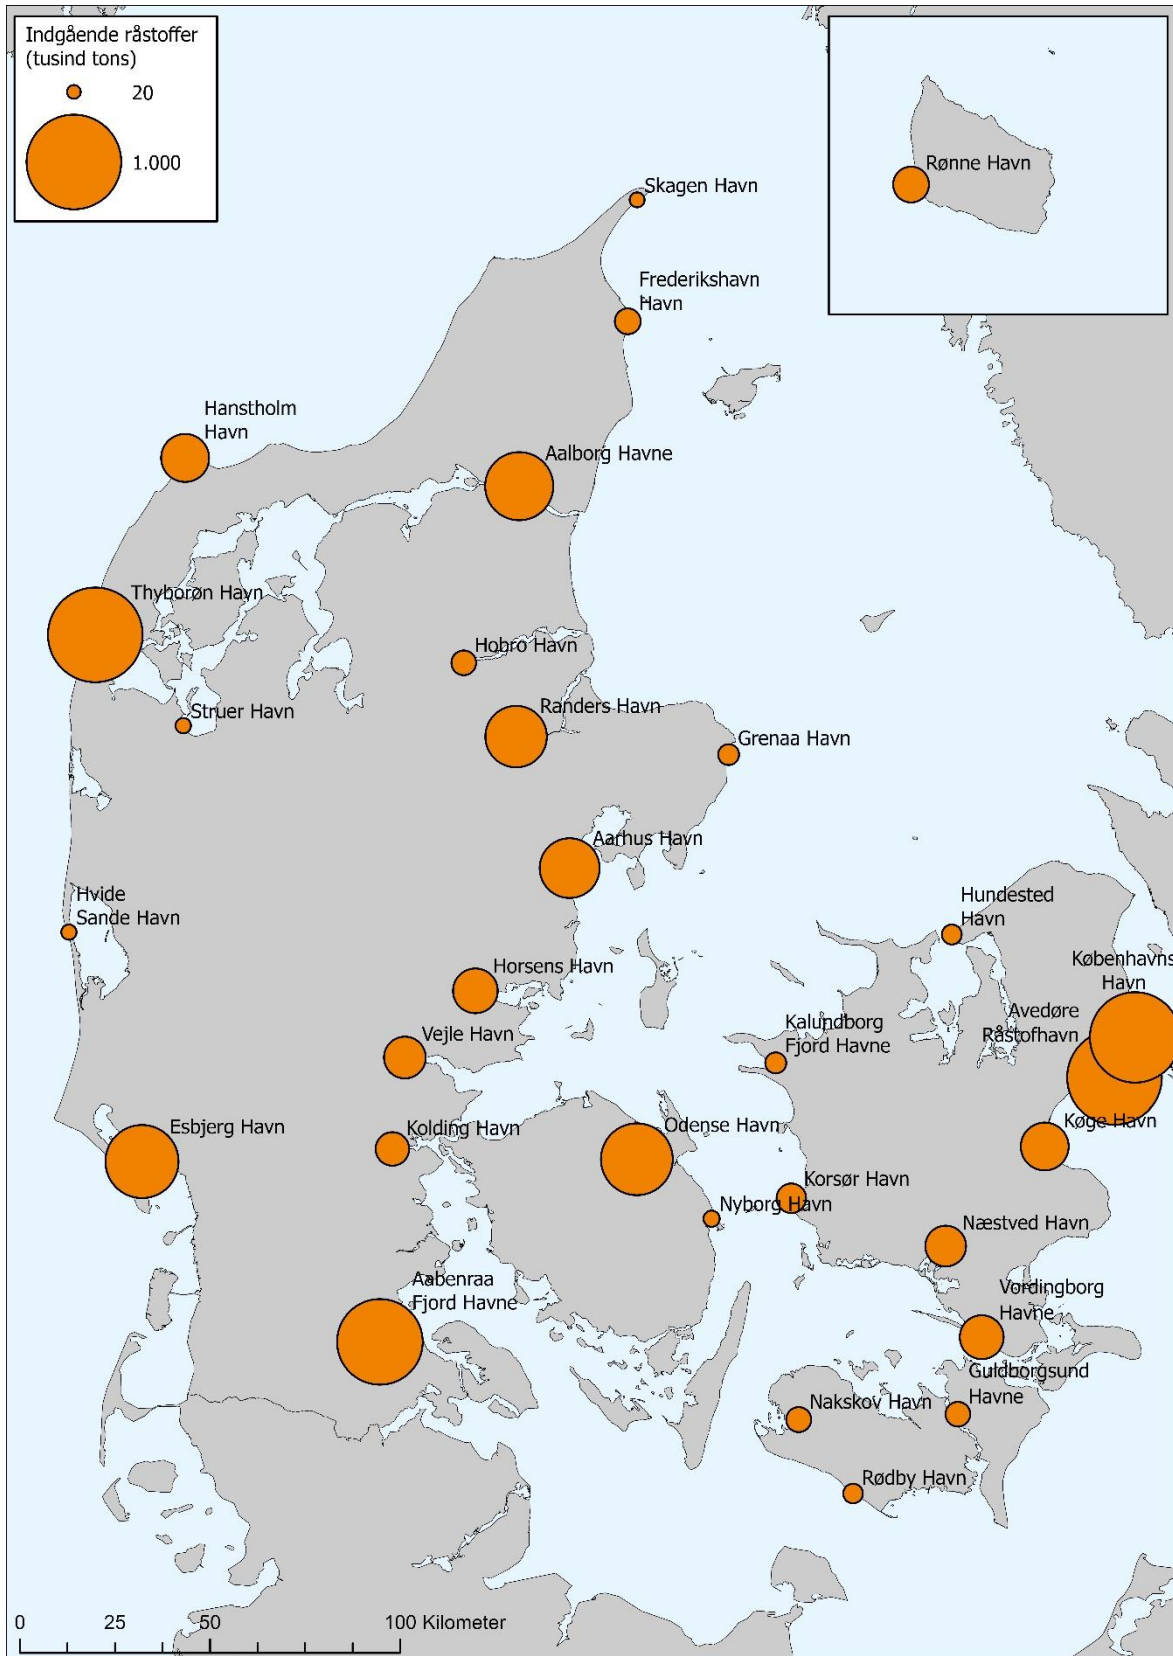 Indgående råstoffer
(tusind tons)
20
1.000
Rønne Havn
Skagen Havn
Frederikshavn
Havn
Hanstholm
Havn
Aalborg Havne
Thyborøn Havn
Hobro Havn
Struer Havn
Randers Havn
Grenaa Havn
Aarhus Havn
Hvide
Sande Havn
Hundested
Havn
Københavns
Havn
Horsens Havn
Avedøre
Råstofhavn
Kalundborg
Fjord Havne
Vejle Havn
Esbjerg Havn
Kolding Havn
Odense Havn
Køge Havn
Korsør Havn
Nyborg Havn
Næstved Havn
Aabenraa
Fjord Havne
Vordingborg
Havne
Guldborgsund
Havne
Nakskov Havn
Rødby Havn
0 25 50 100 Kilometer